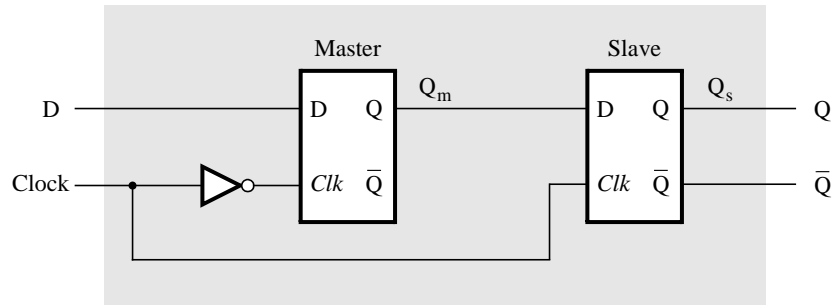 Master Slave
D D Q Qm D Q Qs Q
Clock Clk Q̅ Clk Q̅ Q̅